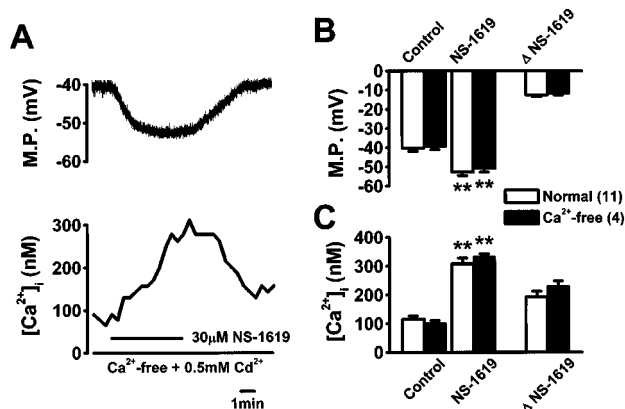 A
M.P. (mV)
-40
-50
-60
[Ca²⁺]ᵢ (nM)
300
200
100
0
30μM NS-1619
Ca²⁺-free + 0.5mM Cd²⁺
1min
B
Control
NS-1619
Δ NS-1619
M.P. (mV)
0
-10
-20
-30
-40
-50
-60
** **
Normal (11)
Ca²⁺-free (4)
C
[Ca²⁺]ᵢ (nM)
400
300
200
100
0
** **
Control
NS-1619
Δ NS-1619